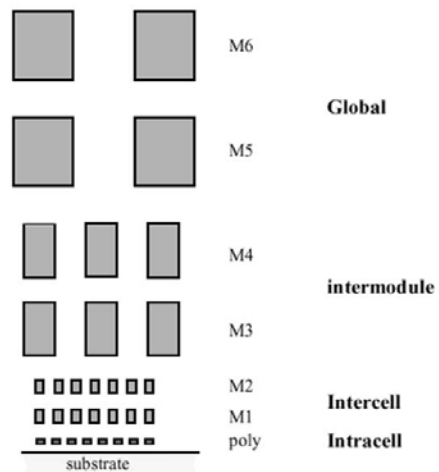 M6
Global
M5
M4
intermodule
M3
M2
Intercell
M1
poly Intracell
substrate